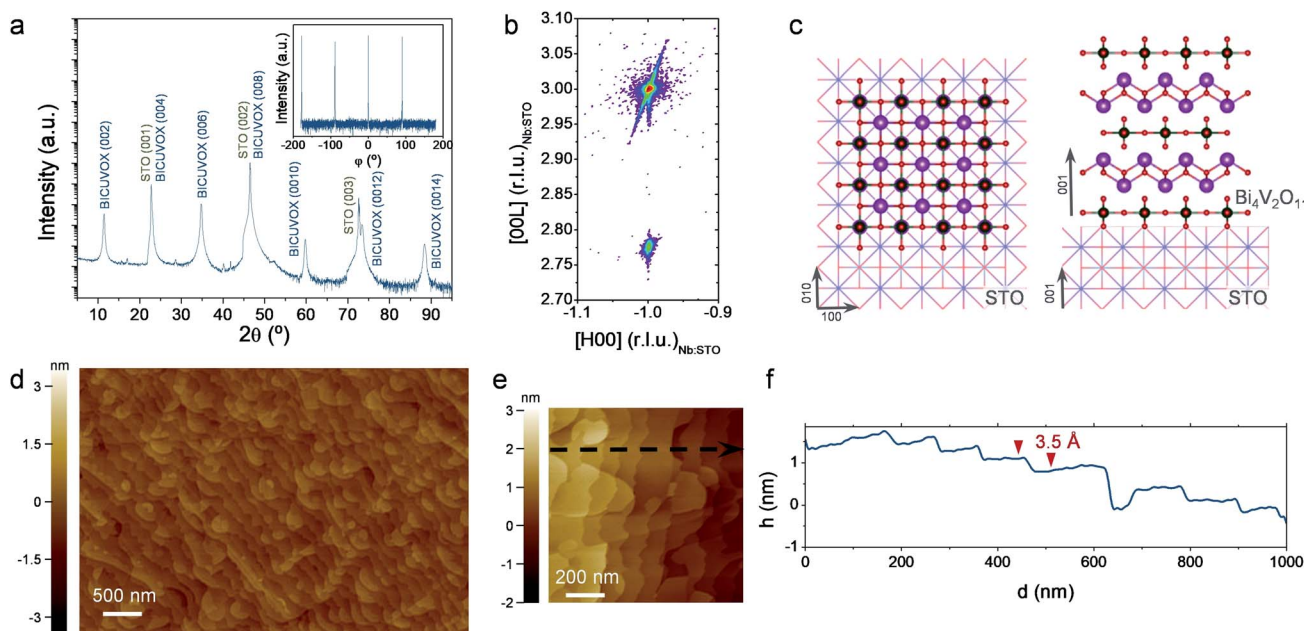 a
Intensity (a.u.)
BICUVOX (002)
STO (001)
BICUVOX (004)
BICUVOX (006)
STO (002)
BICUVOX (008)
BICUVOX (0010)
STO (003)
BICUVOX (0012)
BICUVOX (0014)
10 20 30 40 50 60 70 80 90
2θ (º)
Intensity (a.u.)
-200 -100 0 100 200
φ (º)
b
[00L] (r.l.u.)Nb:STO
3.10
3.05
3.00
2.95
2.90
2.85
2.80
2.75
2.70
-1.1 -1.0 -0.9
[H00] (r.l.u.)Nb:STO
c
010
100
STO
001
Bi₄V₂O₁₁
001
STO
d
nm
3
1.5
0
-1.5
-3
500 nm
e
nm
3
2
1
0
-1
-2
200 nm
f
h (nm)
1
0
-1
3.5 Å
0 200 400 600 800 1000
d (nm)